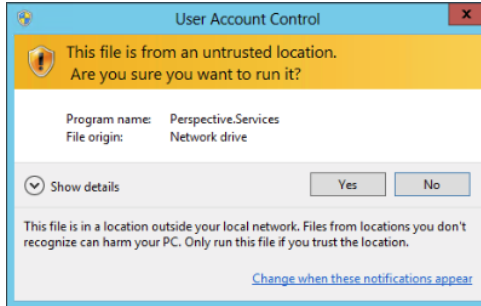 User Account Control
x
This file is from an untrusted location.
Are you sure you want to run it?
Program name: Perspective.Services
File origin: Network drive
Show details
Yes
No
This file is in a location outside your local network. Files from locations you don't
recognize can harm your PC. Only run this file if you trust the location.
Change when these notifications appear